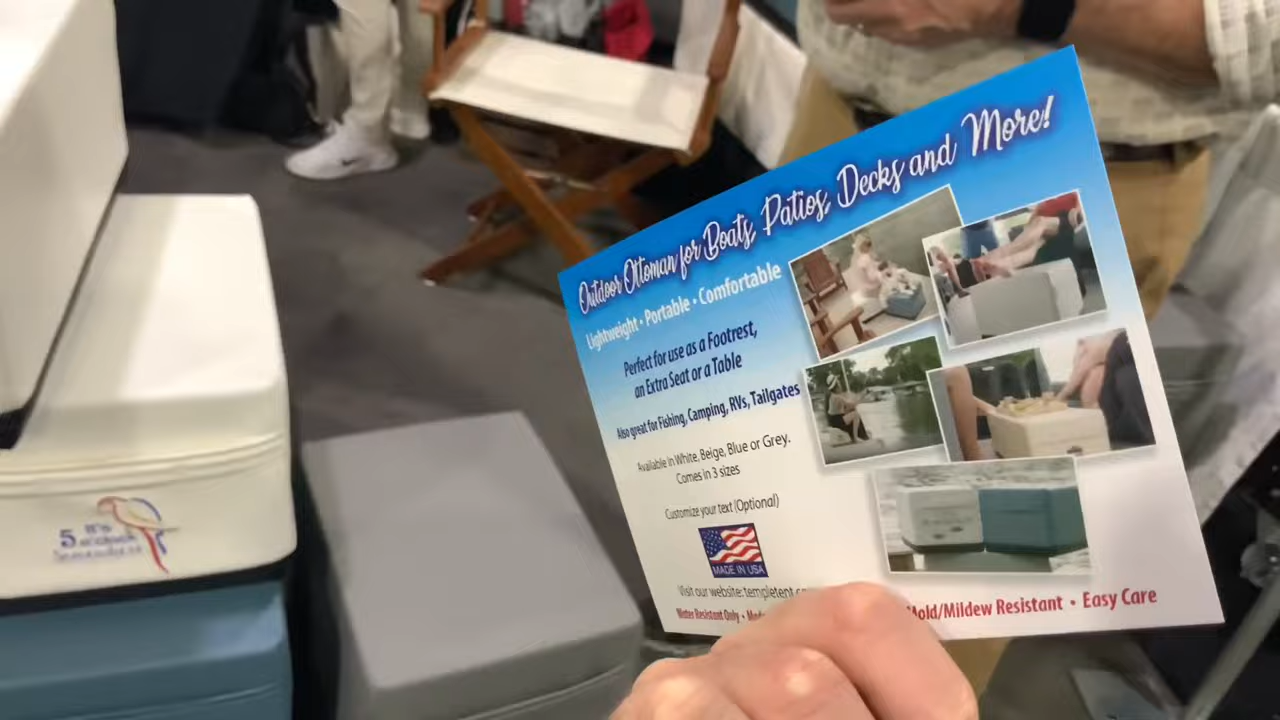 Outdoor Ottoman for Boats, Patios, Decks and More!
Lightweight • Portable • Comfortable
Perfect for use as a Footrest,
an Extra Seat or a Table
Also great for Fishing, Camping, RVs, Tailgates
Available in White, Beige, Blue or Grey.
Comes in 3 sizes
Customize your text (Optional)
MADE IN USA
Visit our website: templetent
Water Resistant Only • Mold/Mildew Resistant • Easy Care
It's
5